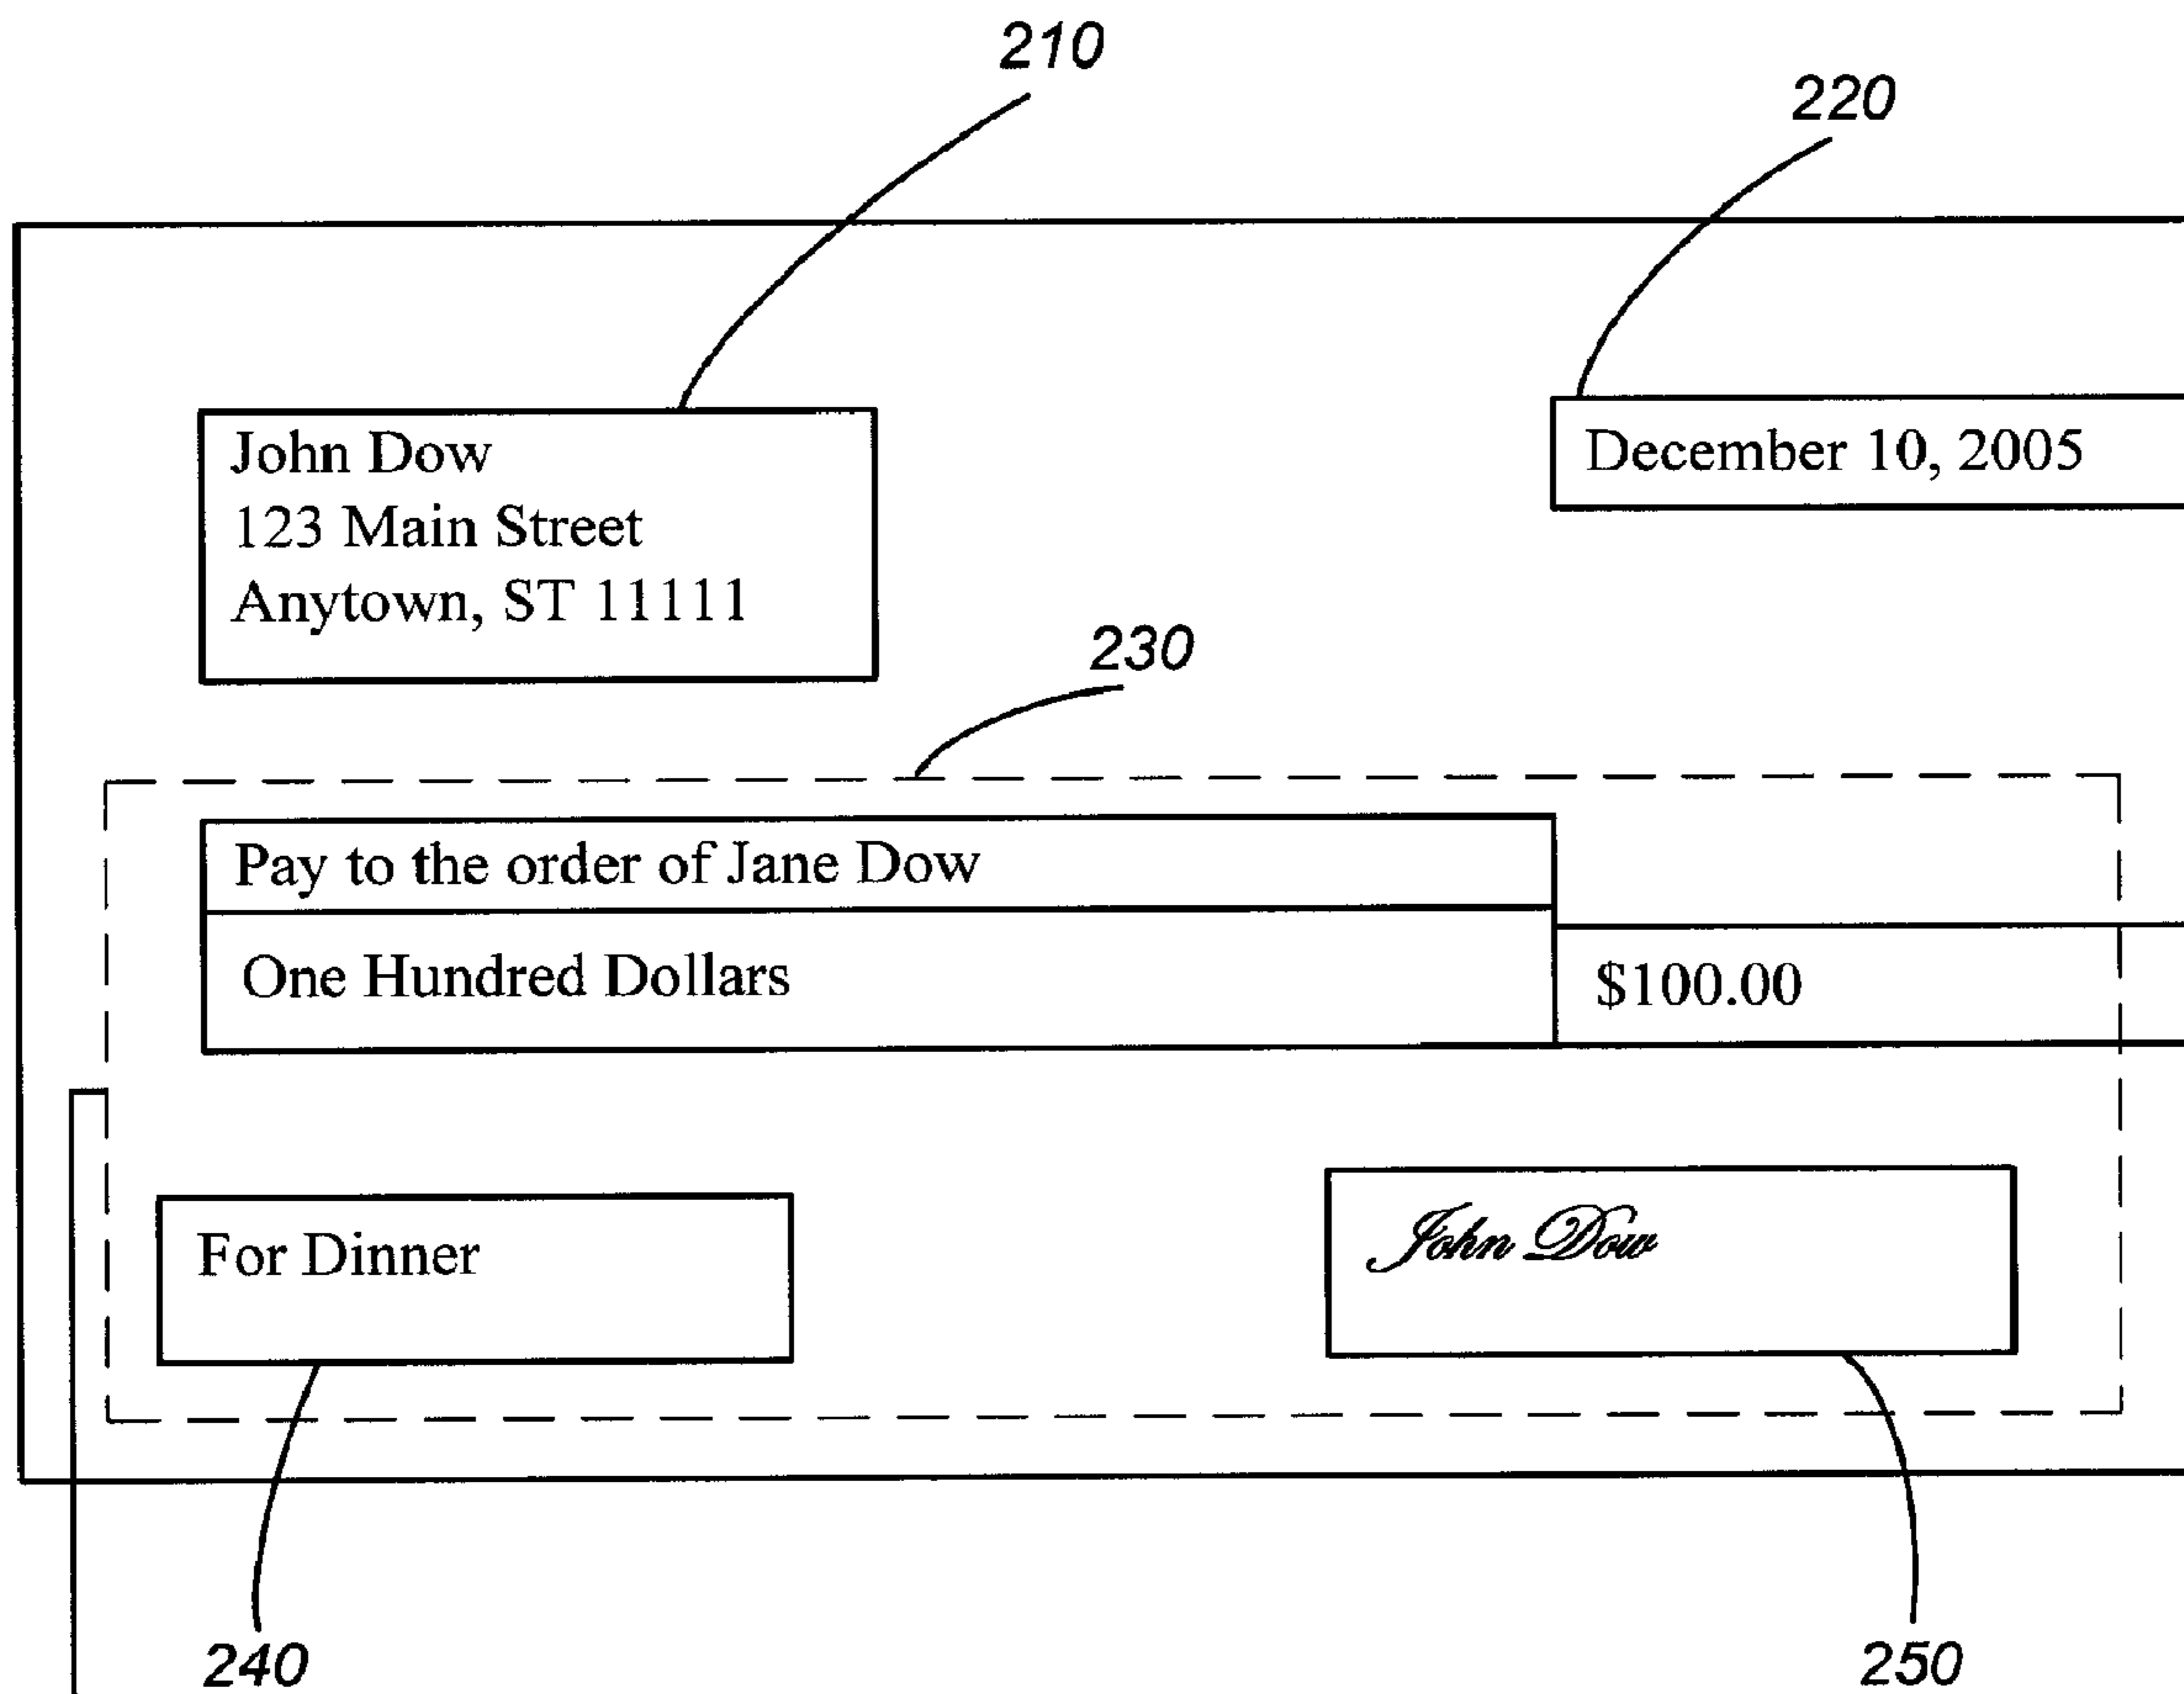 210
220
John Dow
123 Main Street
Anytown, ST 11111
December 10, 2005
230
Pay to the order of Jane Dow
One Hundred Dollars
$100.00
For Dinner
John Dow
240
250